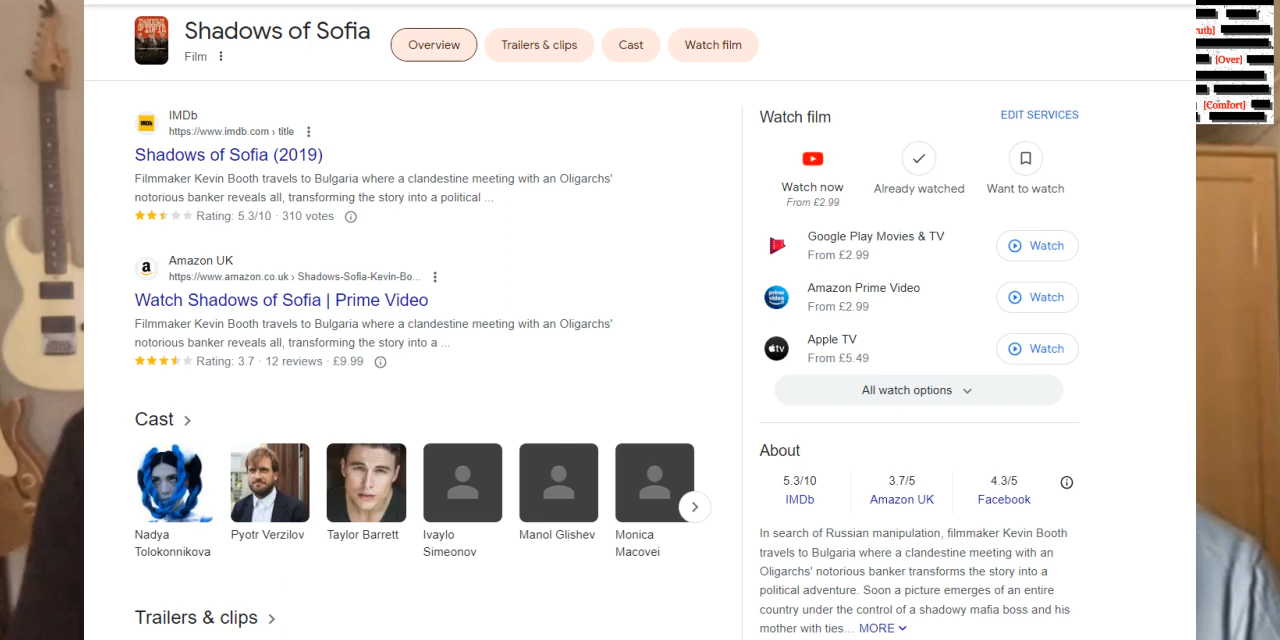 Shadows of Sofia
Film
Overview
Trailers & clips
Cast
Watch film
ruth]
[Over]
[Comfort]
IMDb
IMDb
https://www.imdb.com › title
Shadows of Sofia (2019)
Filmmaker Kevin Booth travels to Bulgaria where a clandestine meeting with an Oligarchs'
notorious banker reveals all, transforming the story into a political ...
Rating: 5.3/10 · 310 votes
a
Amazon UK
https://www.amazon.co.uk › Shadows-Sofia-Kevin-Bo...
Watch Shadows of Sofia | Prime Video
Filmmaker Kevin Booth travels to Bulgaria where a clandestine meeting with an Oligarchs'
notorious banker reveals all, transforming the story into a ...
Rating: 3.7 · 12 reviews · £9.99
Cast
Nadya
Tolokonnikova
Pyotr Verzilov
Taylor Barrett
Ivaylo
Simeonov
Manol Glishev
Monica
Macovei
Trailers & clips
Watch film
EDIT SERVICES
Watch now
From £2.99
Already watched
Want to watch
Google Play Movies & TV
From £2.99
Watch
prime
video
Amazon Prime Video
From £2.99
Watch
tv
Apple TV
From £5.49
Watch
All watch options
About
5.3/10
IMDb
3.7/5
Amazon UK
4.3/5
Facebook
In search of Russian manipulation, filmmaker Kevin Booth
travels to Bulgaria where a clandestine meeting with an
Oligarchs' notorious banker transforms the story into a
political adventure. Soon a picture emerges of an entire
country under the control of a shadowy mafia boss and his
mother with ties... MORE